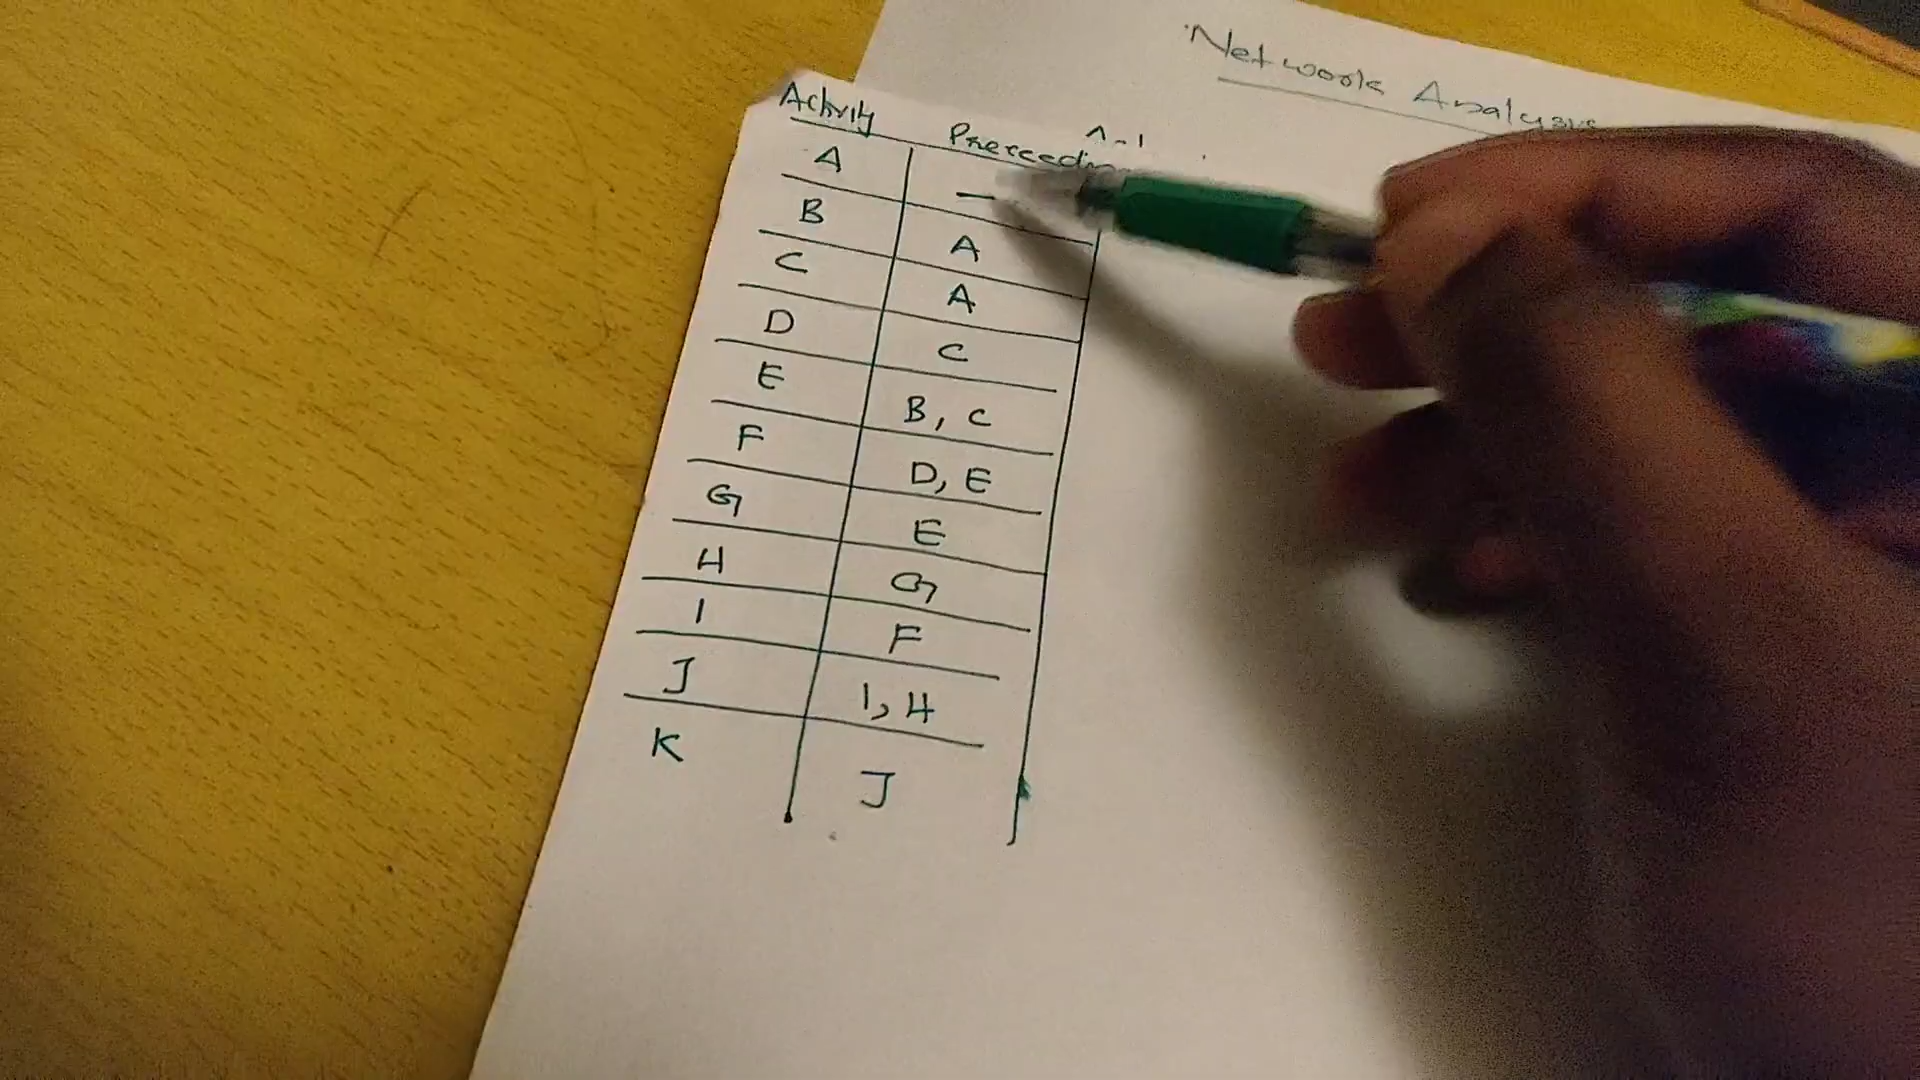 Network Analysis
Activity
A —
B A
C A
D C
E B, C
F D, E
G E
H G
I F
J I, H
K J